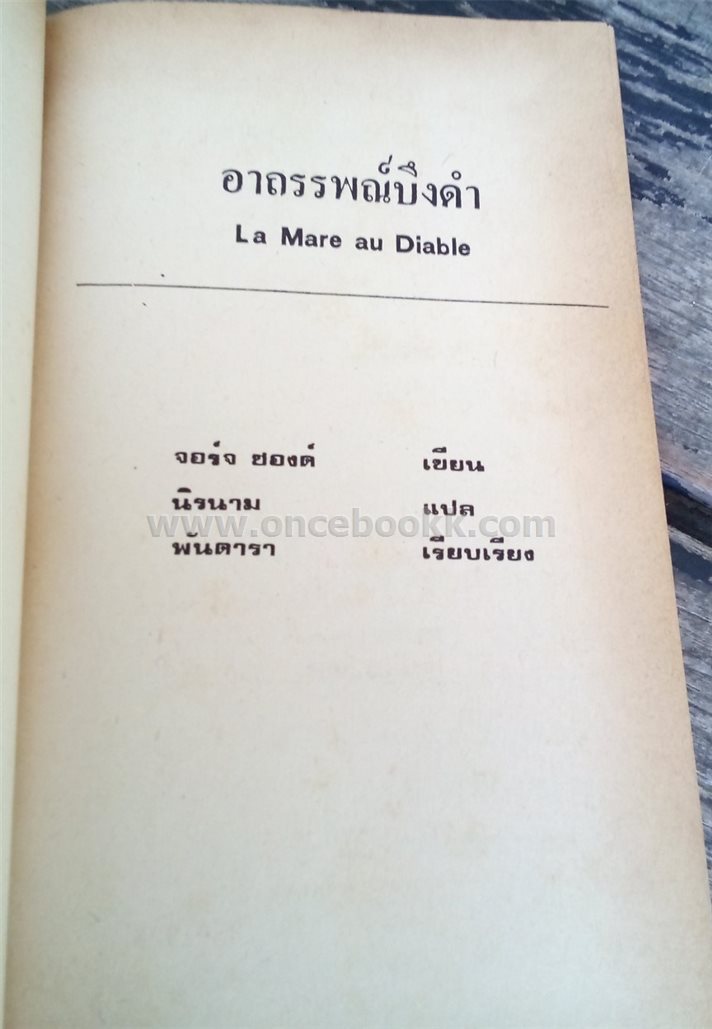 อาถรรพณ์บึงดำ
La Mare au Diable
จอร์จ ซองด์ เขียน
นิรนาม แปล
www.oncebookk.com
พันดารา เรียบเรียง